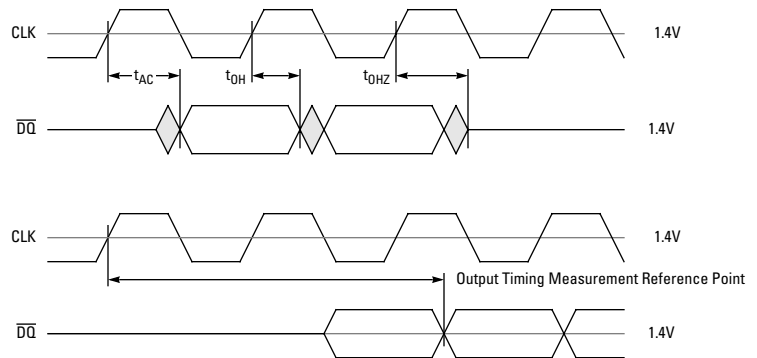 CLK 1.4V
tAC tOH tOHZ
DQ 1.4V
CLK 1.4V
Output Timing Measurement Reference Point
DQ 1.4V